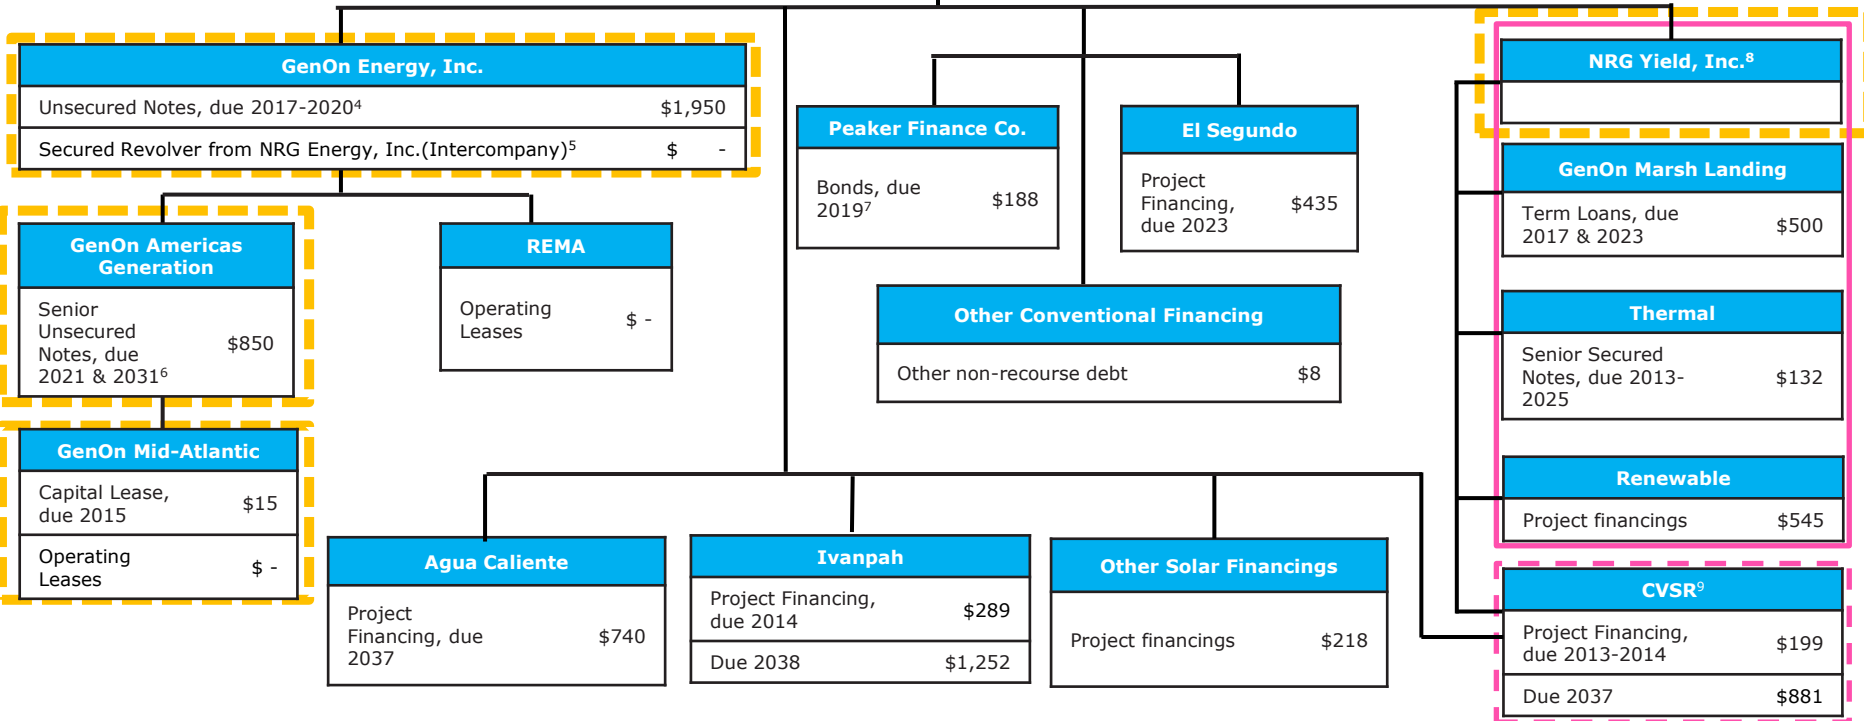 GenOn Energy, Inc.
Unsecured Notes, due 2017-2020⁴ $1,950
Secured Revolver from NRG Energy, Inc.(Intercompany)⁵ $ -
GenOn Americas
Generation
Senior
Unsecured
Notes, due
2021 & 2031⁶
$850
REMA
Operating
Leases
$ -
GenOn Mid-Atlantic
Capital Lease,
due 2015
$15
Operating
Leases
$ -
Peaker Finance Co.
Bonds, due
2019⁷
$188
El Segundo
Project
Financing,
due 2023
$435
Other Conventional Financing
Other non-recourse debt $8
Agua Caliente
Project
Financing, due
2037
$740
Ivanpah
Project Financing,
due 2014
$289
Due 2038 $1,252
Other Solar Financings
Project financings $218
NRG Yield, Inc.⁸
GenOn Marsh Landing
Term Loans, due
2017 & 2023
$500
Thermal
Senior Secured
Notes, due 2013-
2025
$132
Renewable
Project financings $545
CVSR⁹
Project Financing,
due 2013-2014
$199
Due 2037 $881